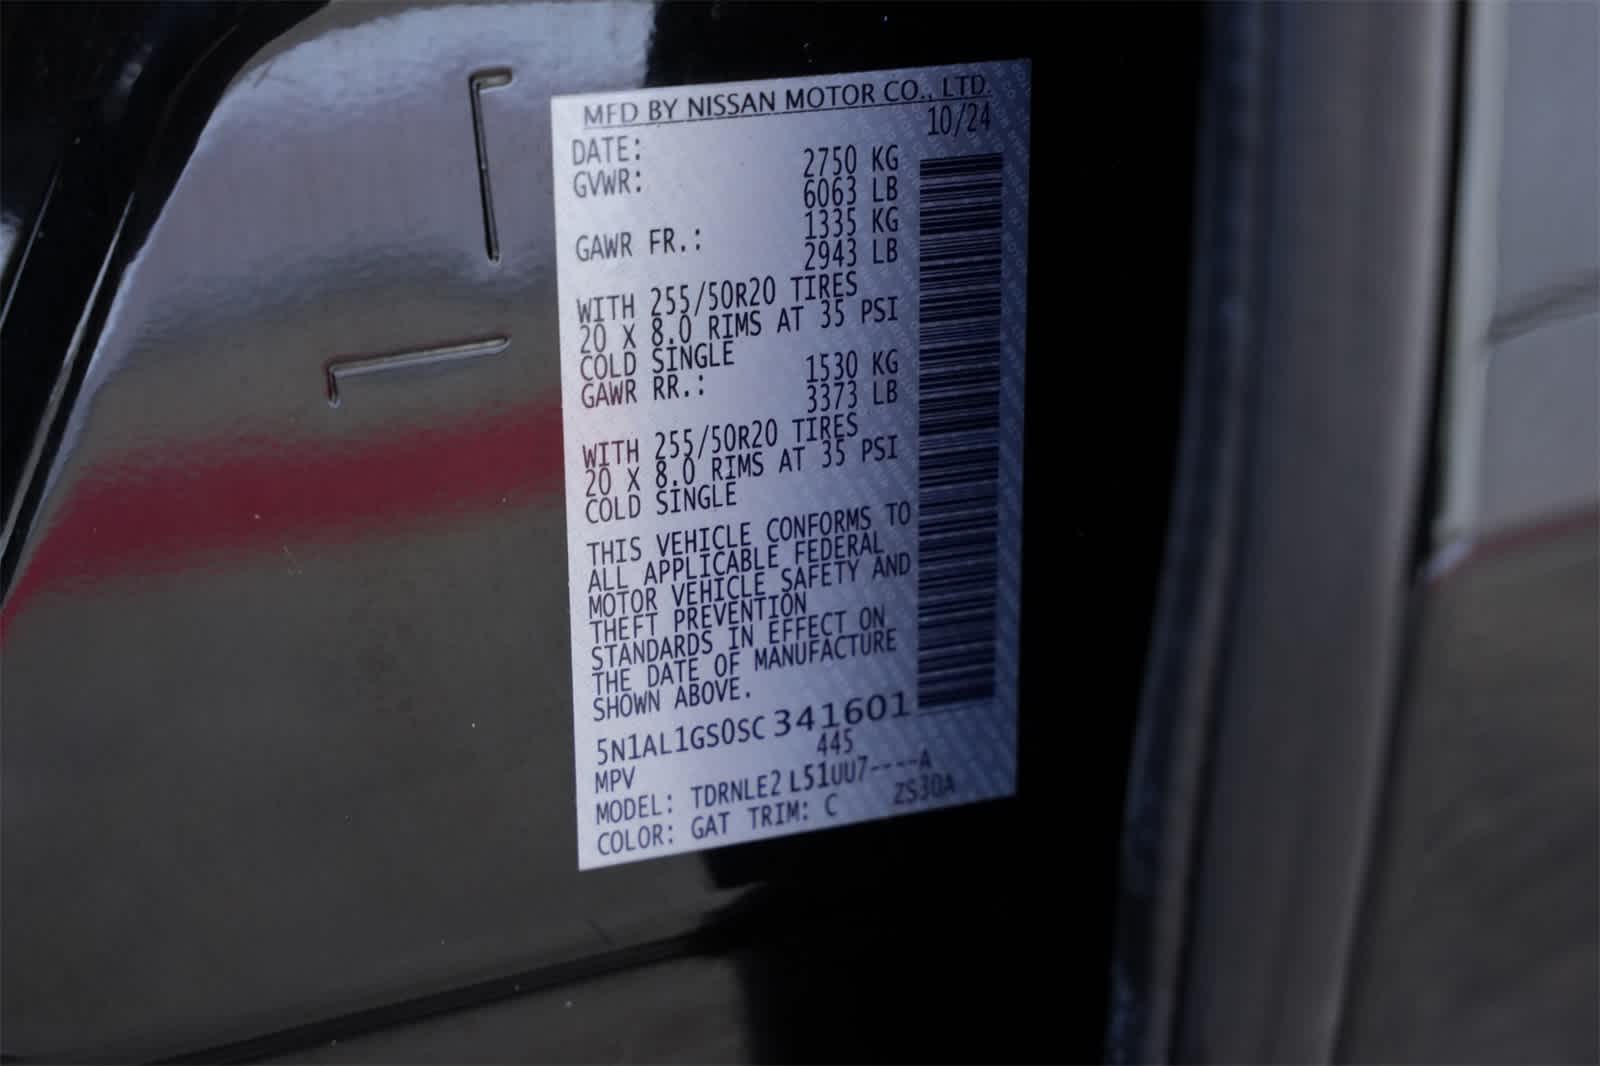 MFD BY NISSAN MOTOR CO., LTD.
DATE: 10/24
GVWR: 2750 KG
6063 LB
GAWR FR.: 1335 KG
2943 LB
WITH 255/50R20 TIRES
20 X 8.0 RIMS AT 35 PSI
COLD SINGLE
GAWR RR.: 1530 KG
3373 LB
WITH 255/50R20 TIRES
20 X 8.0 RIMS AT 35 PSI
COLD SINGLE
THIS VEHICLE CONFORMS TO
ALL APPLICABLE FEDERAL
MOTOR VEHICLE SAFETY AND
THEFT PREVENTION
STANDARDS IN EFFECT ON
THE DATE OF MANUFACTURE
SHOWN ABOVE.
5N1AL1GS0SC341601
MPV 445
MODEL: TDRNLE2 L51UU7----A
COLOR: GAT TRIM: C ZS30A